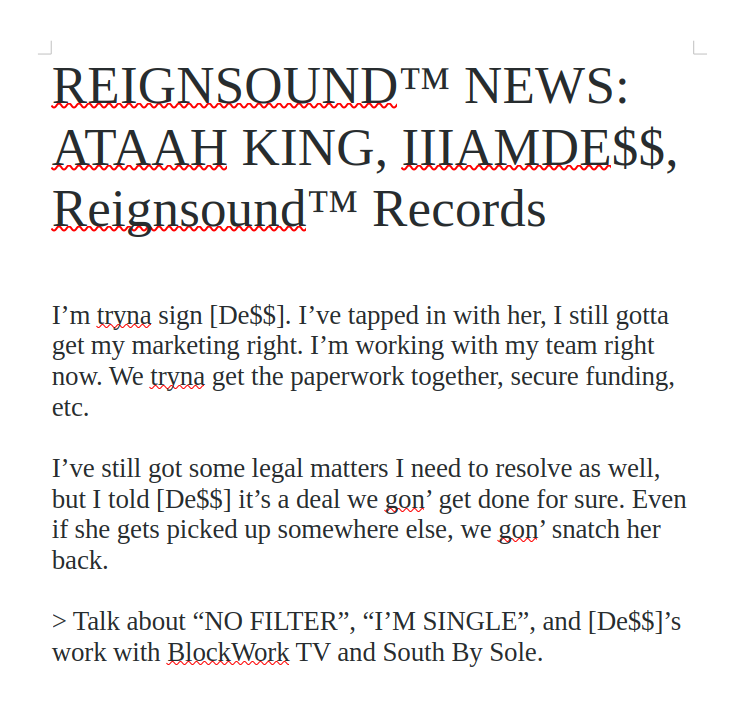 REIGNSOUND™ NEWS:
ATAAH KING, IIIAMDE$$,
Reignsound™ Records
I’m tryna sign [De$$]. I’ve tapped in with her, I still gotta
get my marketing right. I’m working with my team right
now. We tryna get the paperwork together, secure funding,
etc.
I’ve still got some legal matters I need to resolve as well,
but I told [De$$] it’s a deal we gon’ get done for sure. Even
if she gets picked up somewhere else, we gon’ snatch her
back.
> Talk about “NO FILTER”, “I’M SINGLE”, and [De$$]’s
work with BlockWork TV and South By Sole.